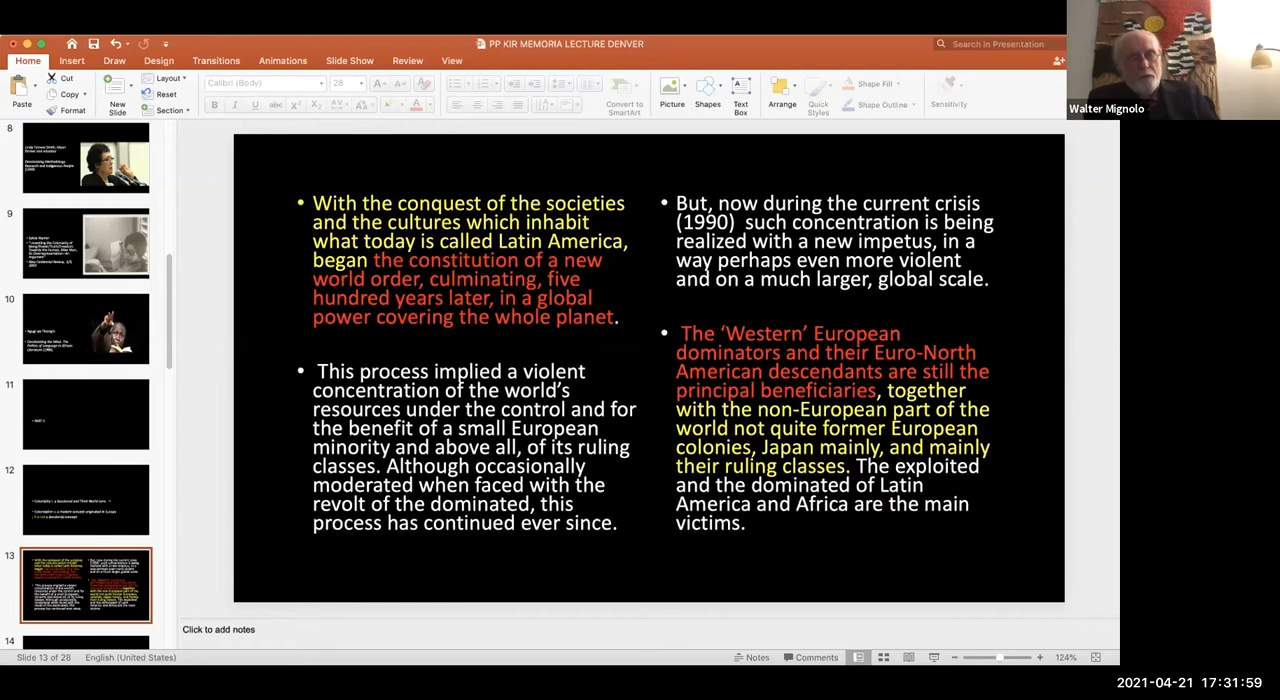 PP KIR MEMORIA LECTURE DENVER
Search in Presentation
Home Insert Draw Design Transitions Animations Slide Show Review View
Paste
Cut
Copy
Format
New Slide
Layout
Reset
Section
Calibri (Body) 28
Convert to SmartArt
Picture Shapes Text Box Arrange Quick Styles
Shape Fill
Shape Outline
Sensitivity
Walter Mignolo
8
9
10
11
12
13
14
• With the conquest of the societies
and the cultures which inhabit
what today is called Latin America,
began the constitution of a new
world order, culminating, five
hundred years later, in a global
power covering the whole planet.
• This process implied a violent
concentration of the world's
resources under the control and for
the benefit of a small European
minority and above all, of its ruling
classes. Although occasionally
moderated when faced with the
revolt of the dominated, this
process has continued ever since.
• But, now during the current crisis
(1990) such concentration is being
realized with a new impetus, in a
way perhaps even more violent
and on a much larger, global scale.
• The ‘Western’ European
dominators and their Euro-North
American descendants are still the
principal beneficiaries, together
with the non-European part of the
world not quite former European
colonies, Japan mainly, and mainly
their ruling classes. The exploited
and the dominated of Latin
America and Africa are the main
victims.
Click to add notes
Slide 13 of 28 English (United States)
Notes Comments 124%
2021-04-21 17:31:59